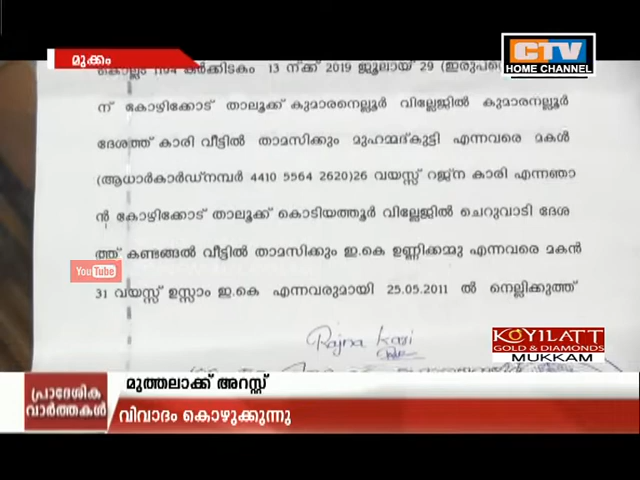 മുക്കം
CTV
HOME CHANNEL
കൊല്ലം 1194 കർക്കിടകം 13 ന്ക്ക് 2019 ജൂലായ് 29
ന് കോഴിക്കോട് താലൂക്ക് കുമാരനെല്ലൂർ വില്ലേജിൽ കുമാരനല്ലൂർ
ദേശത്ത് കാരി വീട്ടിൽ താമസിക്കും മുഹമ്മദ്കുട്ടി എന്നവരെ മകൾ
(ആധാർകാർഡ്നമ്പർ 4410 5564 2620)26 വയസ്സ് റജ്ന കാരി എന്നഞാ
ൻ കോഴിക്കോട് താലൂക്ക് കൊടിയത്തൂർ വില്ലേജിൽ ചെറുവാടി ദേശ
ത്ത് കണ്ടങ്ങൽ വീട്ടിൽ താമസിക്കും ഇ.കെ ഉണ്ണിക്കമ്മു എന്നവരെ മകൻ
YouTube
31 വയസ്സ് ഉസ്സാം ഇ.കെ എന്നവരുമായി 25.05.2011 ൽ നെല്ലിക്കുത്ത്
Rajna Kari
KOYILATT
GOLD & DIAMONDS
MUKKAM
പ്രാദേശിക
വാർത്തകൾ
മുത്തലാക്ക് അറസ്റ്റ്
വിവാദം കൊഴുക്കുന്നു